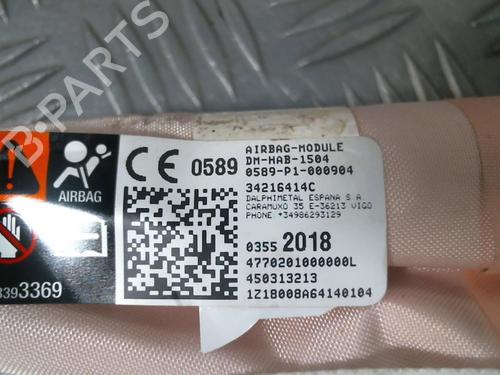 AIRBAG
3369
CE 0589
AIRBAG-MODULE
DM-HAB-1504
0589-P1-000904
34216414C
DALPHIMETAL ESPANA S.A
CARAMUXO 35 E-36213 VIGO
PHONE +34986293129
0355 2018
4770201000000L
450313213
1Z18008A64140104
B-PARTS